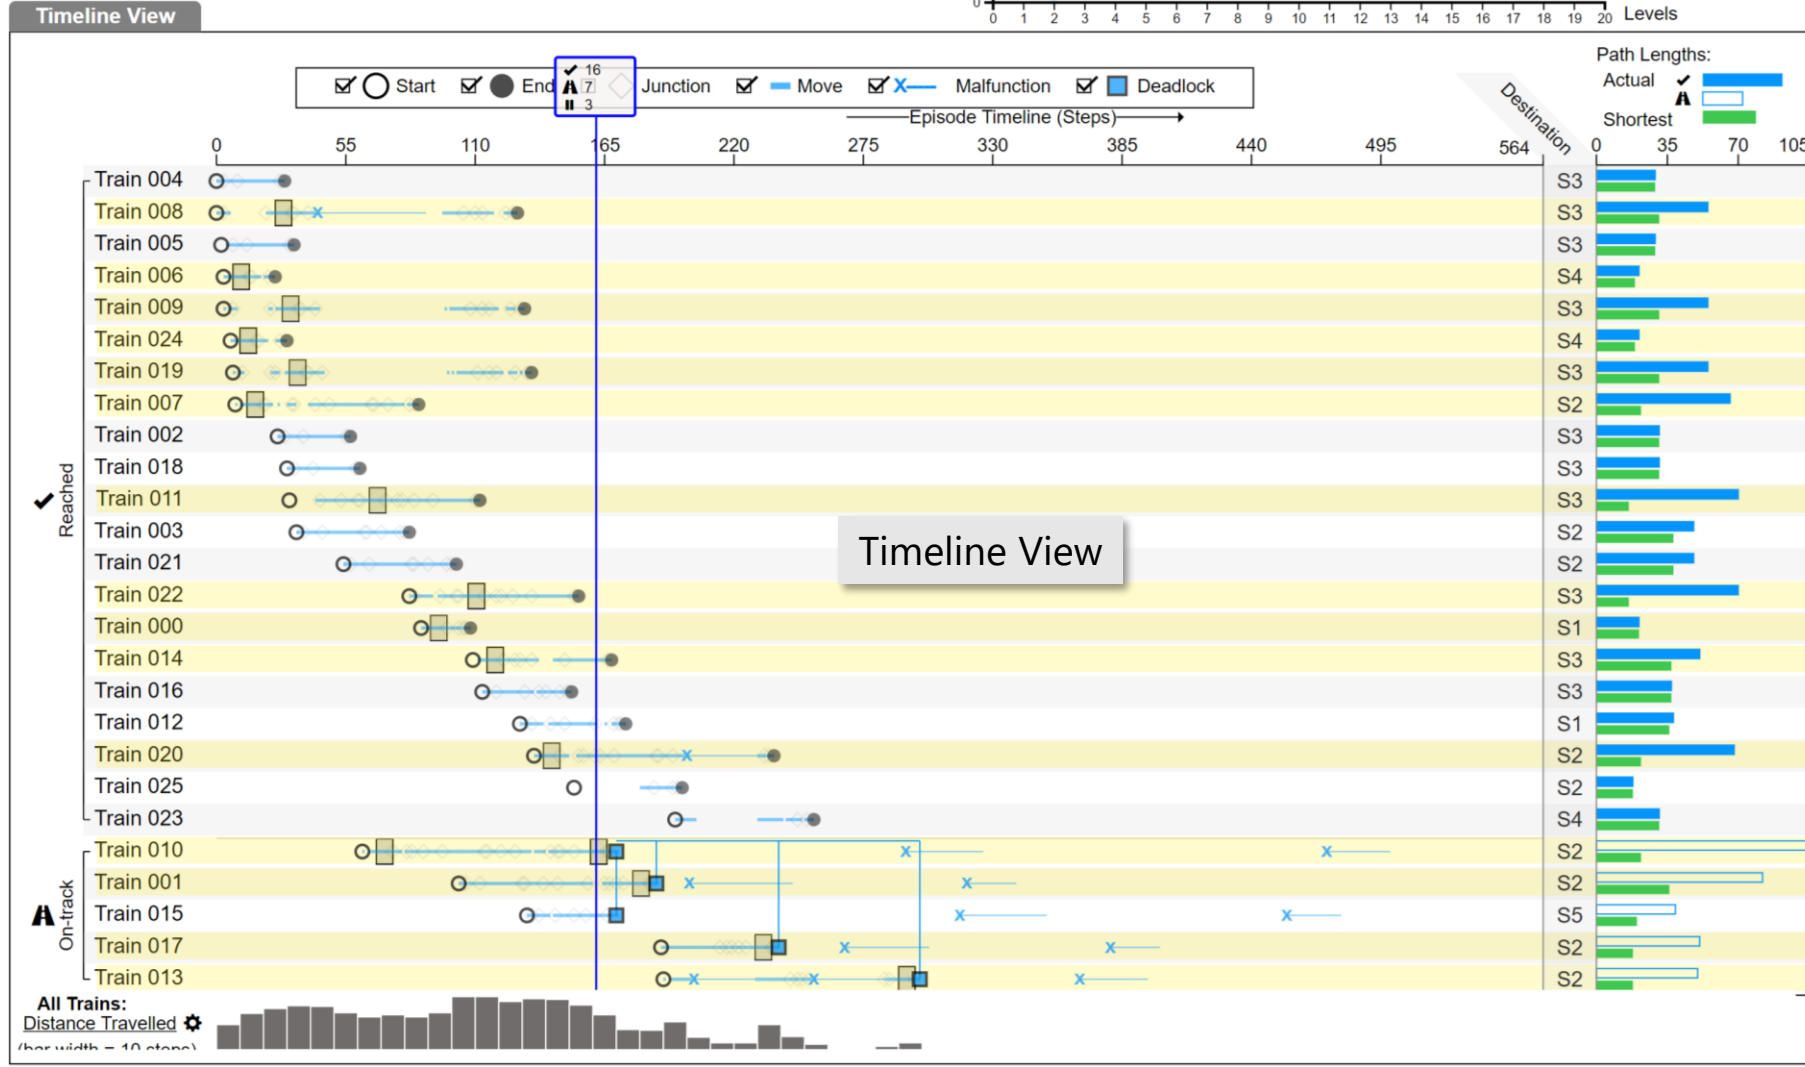 Timeline View
0
0 1 2 3 4 5 6 7 8 9 10 11 12 13 14 15 16 17 18 19 20 Levels
Path Lengths:
Actual
Shortest
16
7
3
Start End Junction Move X Malfunction Deadlock
Episode Timeline (Steps)
Destination
0 55 110 165 220 275 330 385 440 495 564 0 35 70 105
Train 004 S3
Train 008 S3
Train 005 S3
Train 006 S4
Train 009 S3
Train 024 S4
Train 019 S3
Train 007 S2
Train 002 S3
Train 018 S3
Train 011 S3
Train 003 S2
Train 021 S2
Train 022 S3
Train 000 S1
Train 014 S3
Train 016 S3
Train 012 S1
Train 020 S2
Train 025 S2
Train 023 S4
Reached
Timeline View
Train 010 S2
Train 001 S2
Train 015 S5
Train 017 S2
Train 013 S2
On-track
All Trains:
Distance Travelled
(bar width = 10 steps)